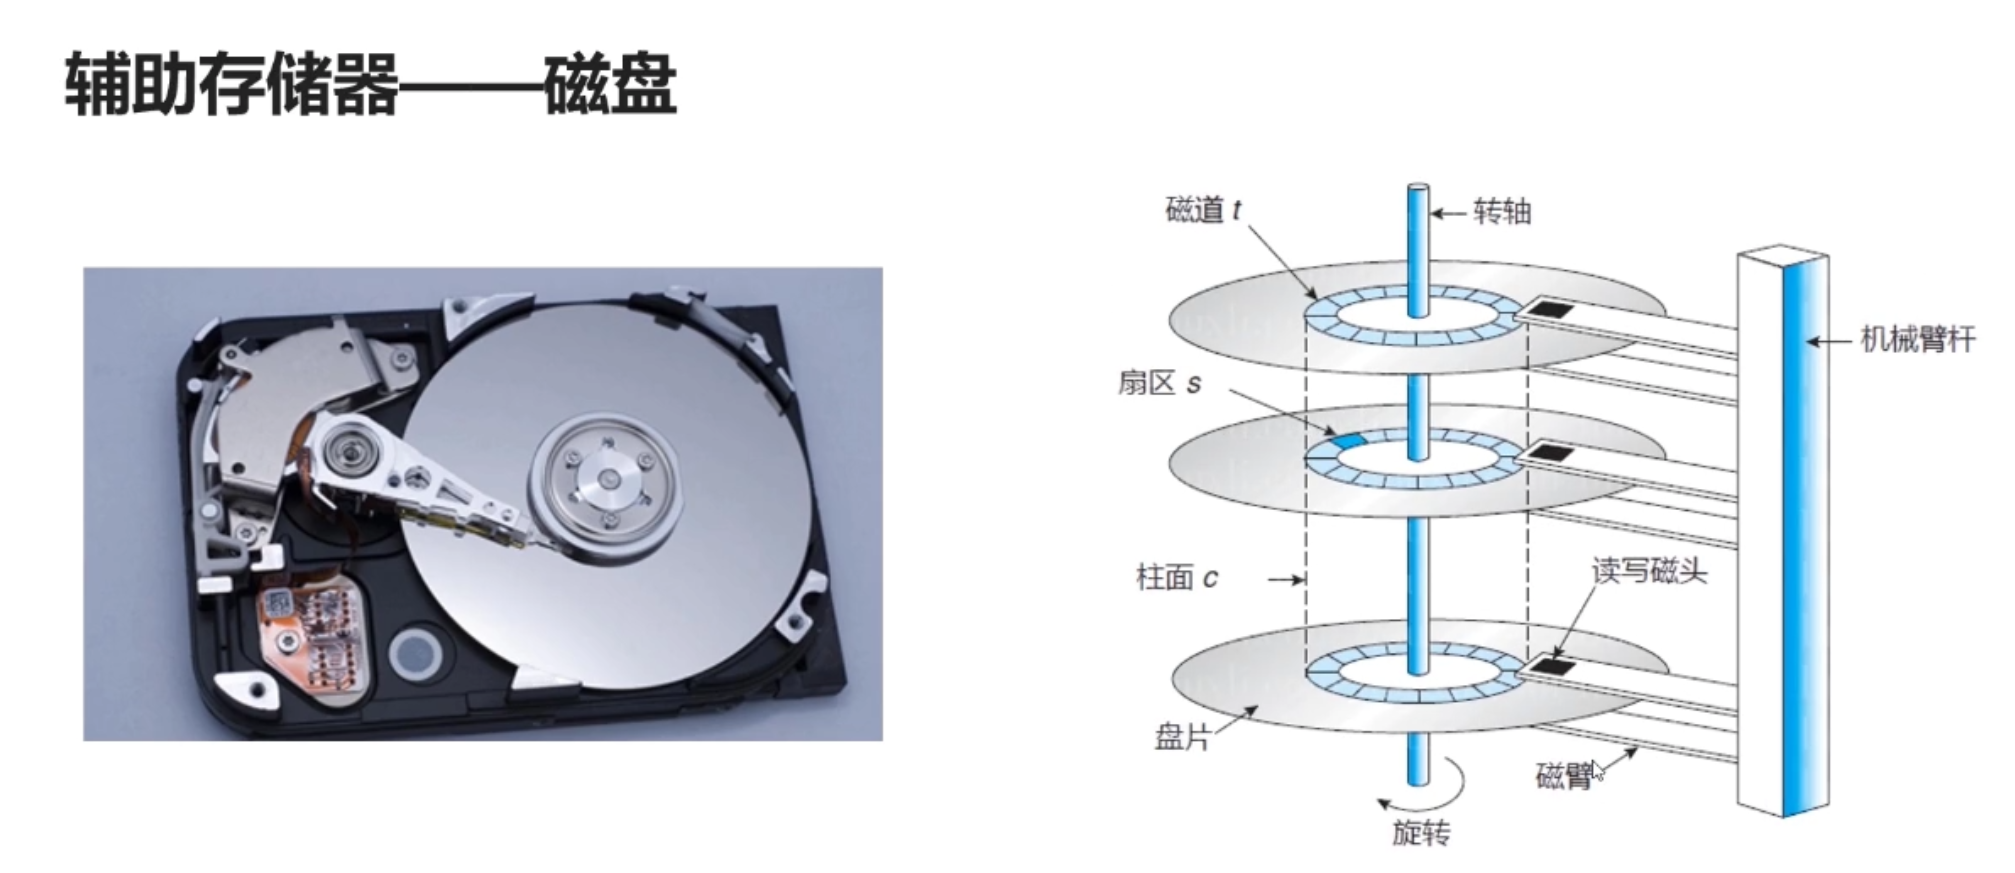 辅助存储器——磁盘
磁道 t
转轴
机械臂杆
扇区 s
柱面 c
读写磁头
盘片
磁臂
旋转